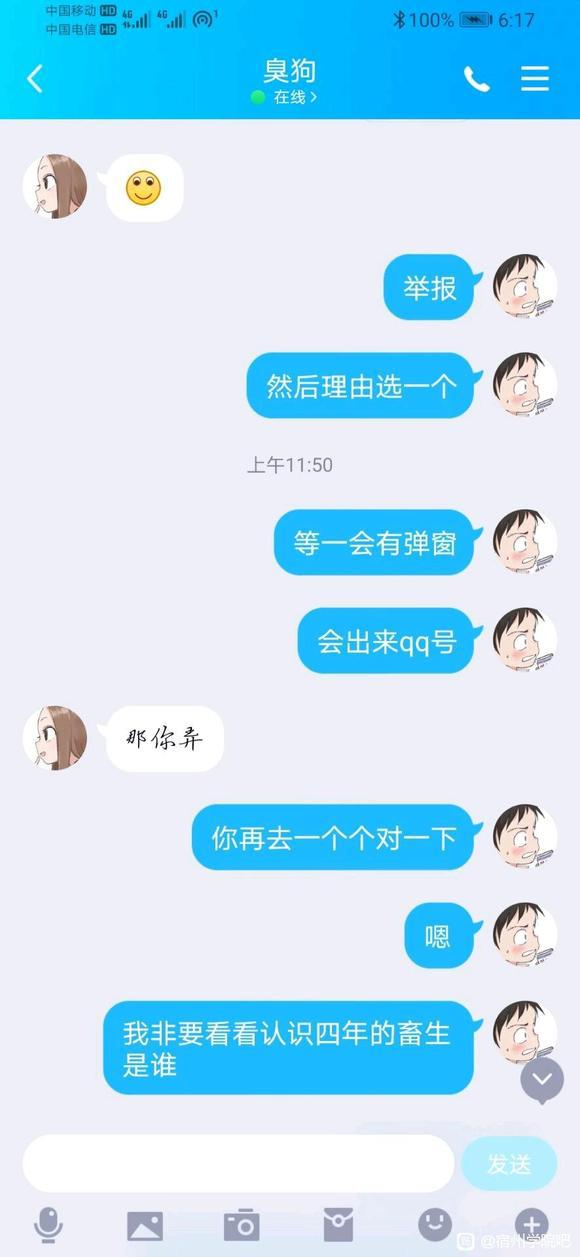 中国移动 HD 4G 4G 1 100% 6:17
中国电信 HD
臭狗
在线
举报
然后理由选一个
上午11:50
等一会有弹窗
会出来qq号
那你弄
你再去一个个对一下
嗯
我非要看看认识四年的畜生
是谁
发送
@宿州学院吧